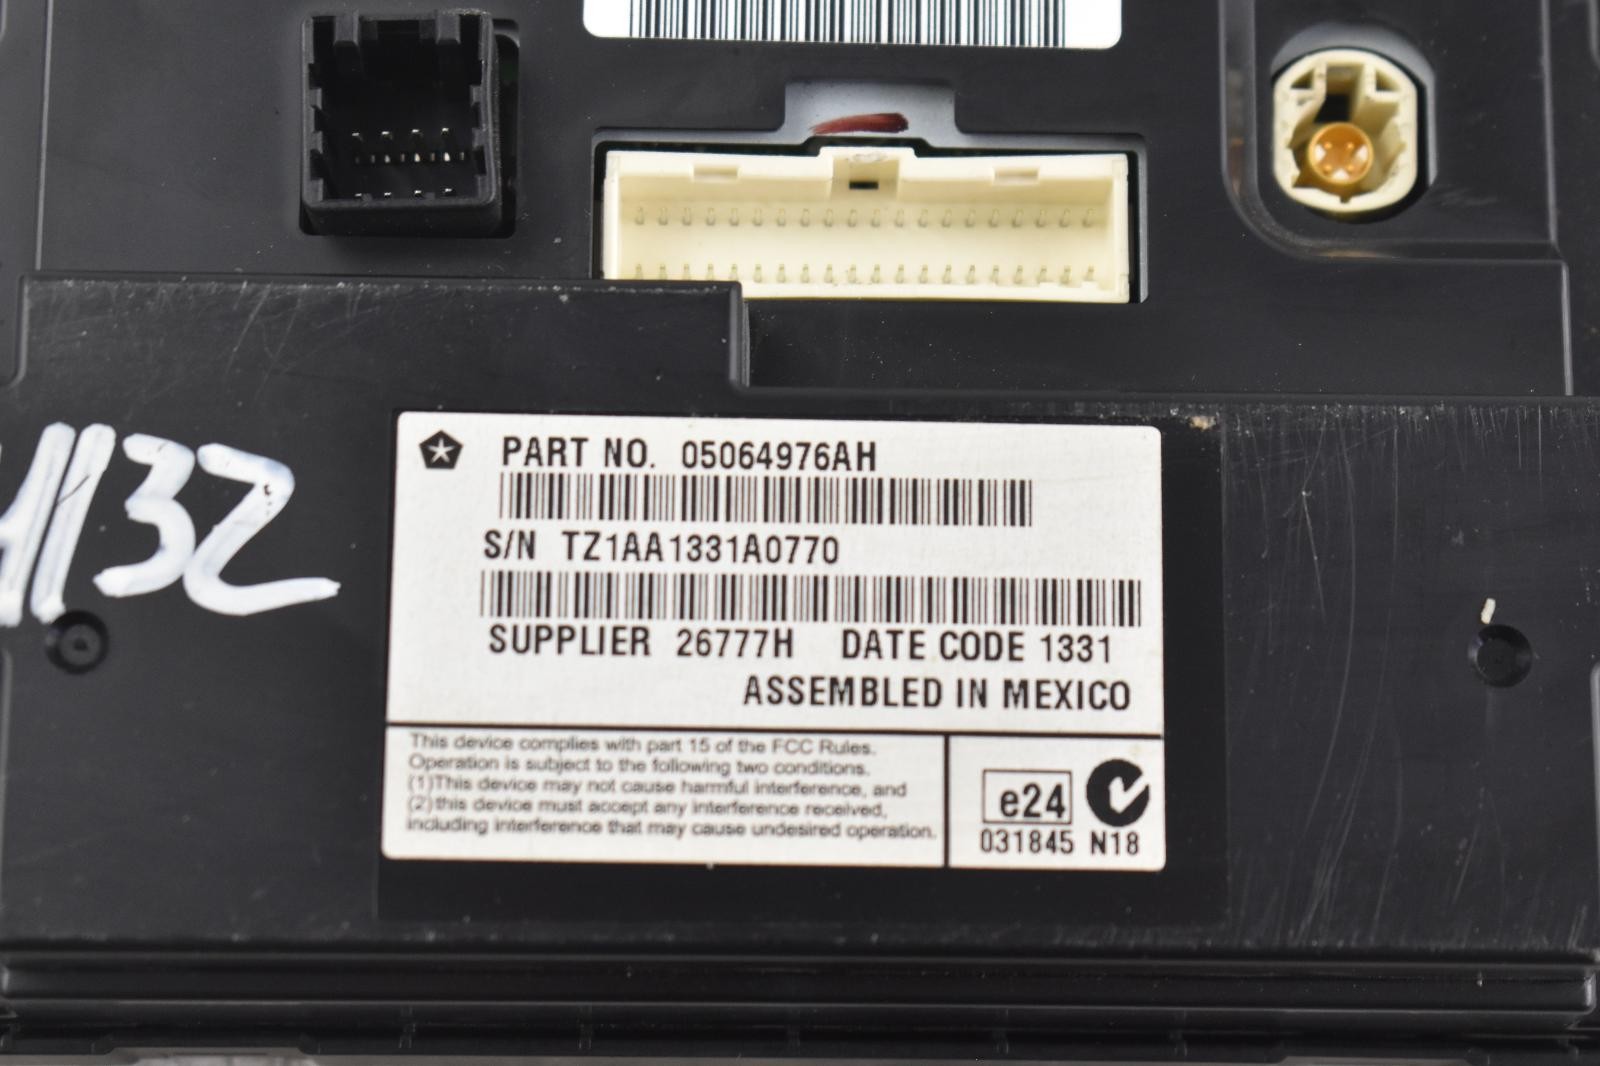 PART NO. 05064976AH
S/N TZ1AA1331A0770
SUPPLIER 26777H DATE CODE 1331
ASSEMBLED IN MEXICO
This device complies with part 15 of the FCC Rules.
Operation is subject to the following two conditions.
(1)This device may not cause harmful interference, and
(2)this device must accept any interference received,
including interference that may cause undesired operation.
e24
031845 N18